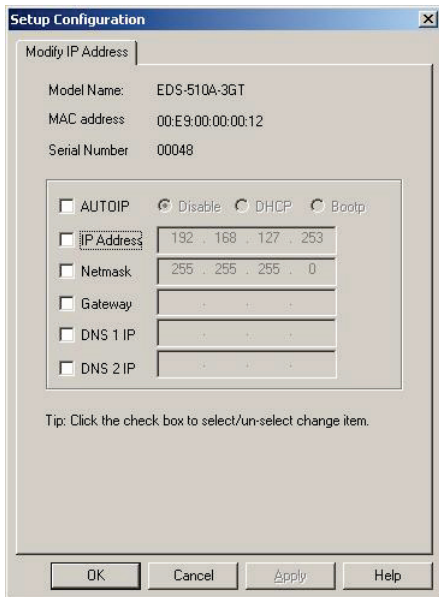 Setup Configuration
Modify IP Address
Model Name: EDS-510A-3GT
MAC address 00:E9:00:00:00:12
Serial Number 00048
AUTOIP Disable DHCP Bootp
IP Address 192 . 168 . 127 . 253
Netmask 255 . 255 . 255 . 0
Gateway . . .
DNS 1 IP . . .
DNS 2 IP . . .
Tip: Click the check box to select/un-select change item.
OK Cancel Apply Help